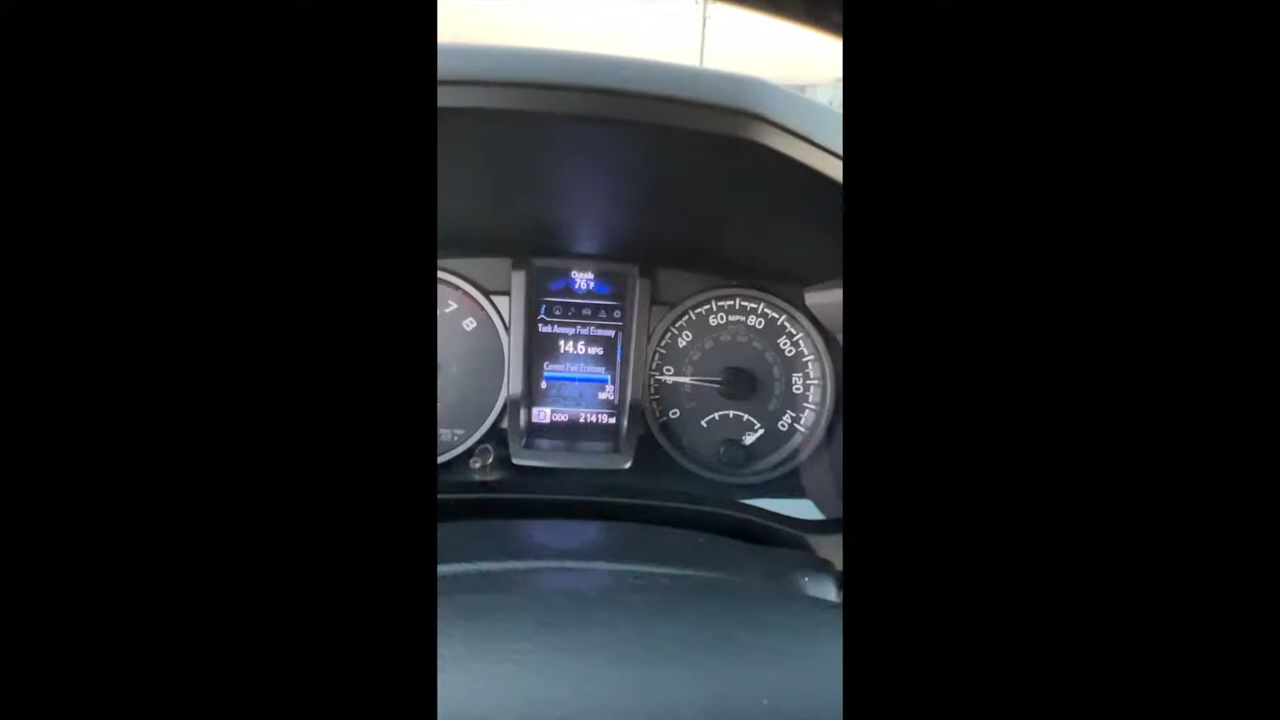 7
8
Outside
76°F
Tank Average Fuel Economy
14.6 MPG
Current Fuel Economy
0
30
MPG
D ODO 21419 mi
0
20
40
60
MPH
80
100
120
140